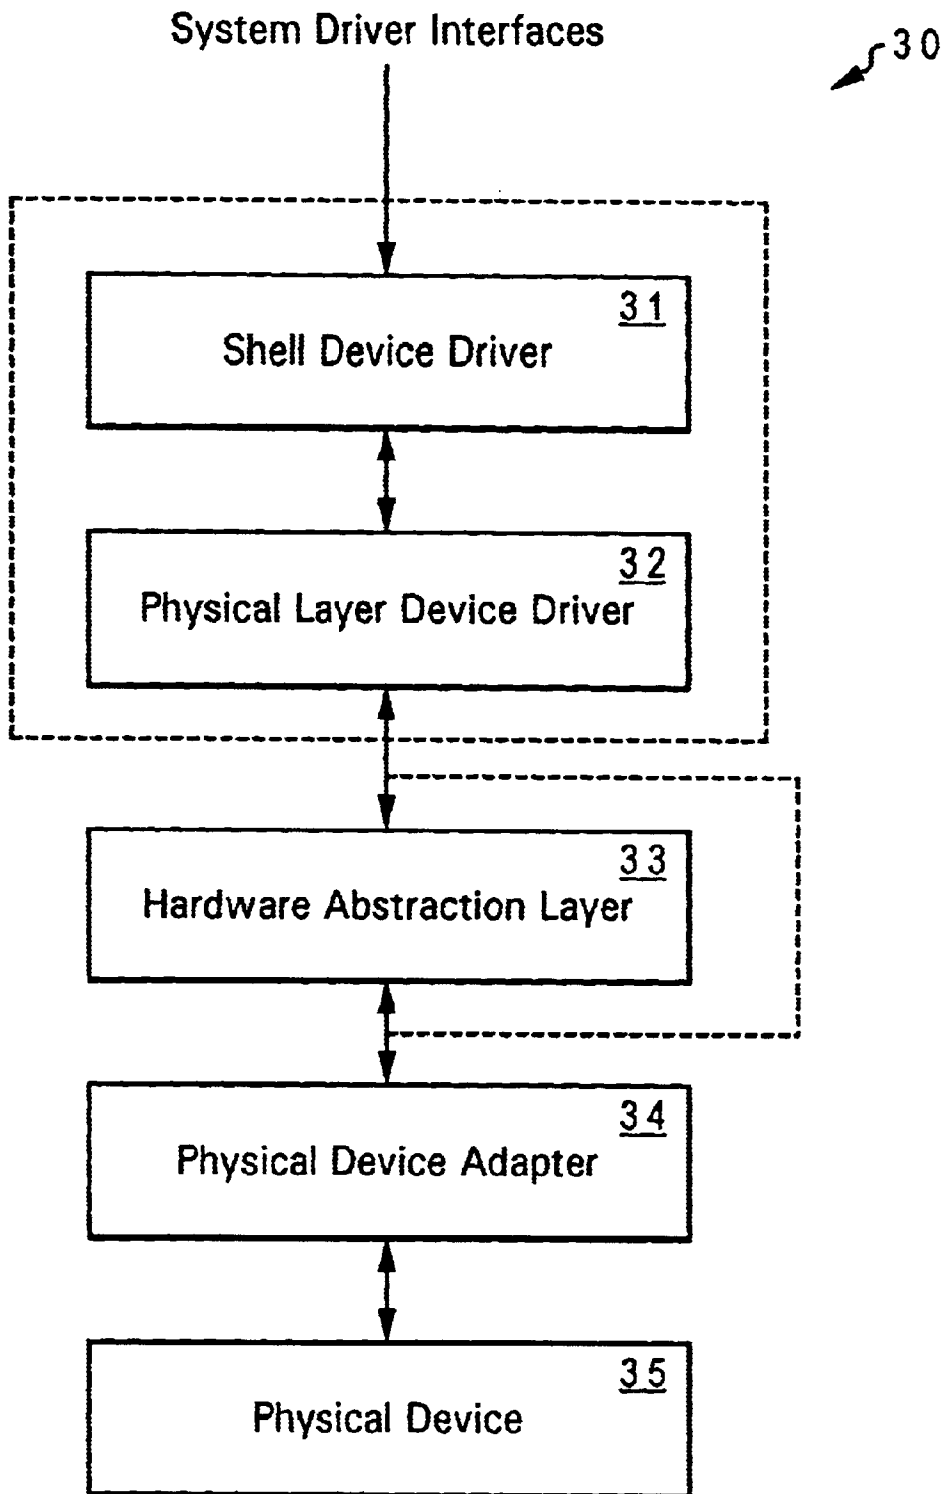 System Driver Interfaces
30
31
Shell Device Driver
32
Physical Layer Device Driver
33
Hardware Abstraction Layer
34
Physical Device Adapter
35
Physical Device